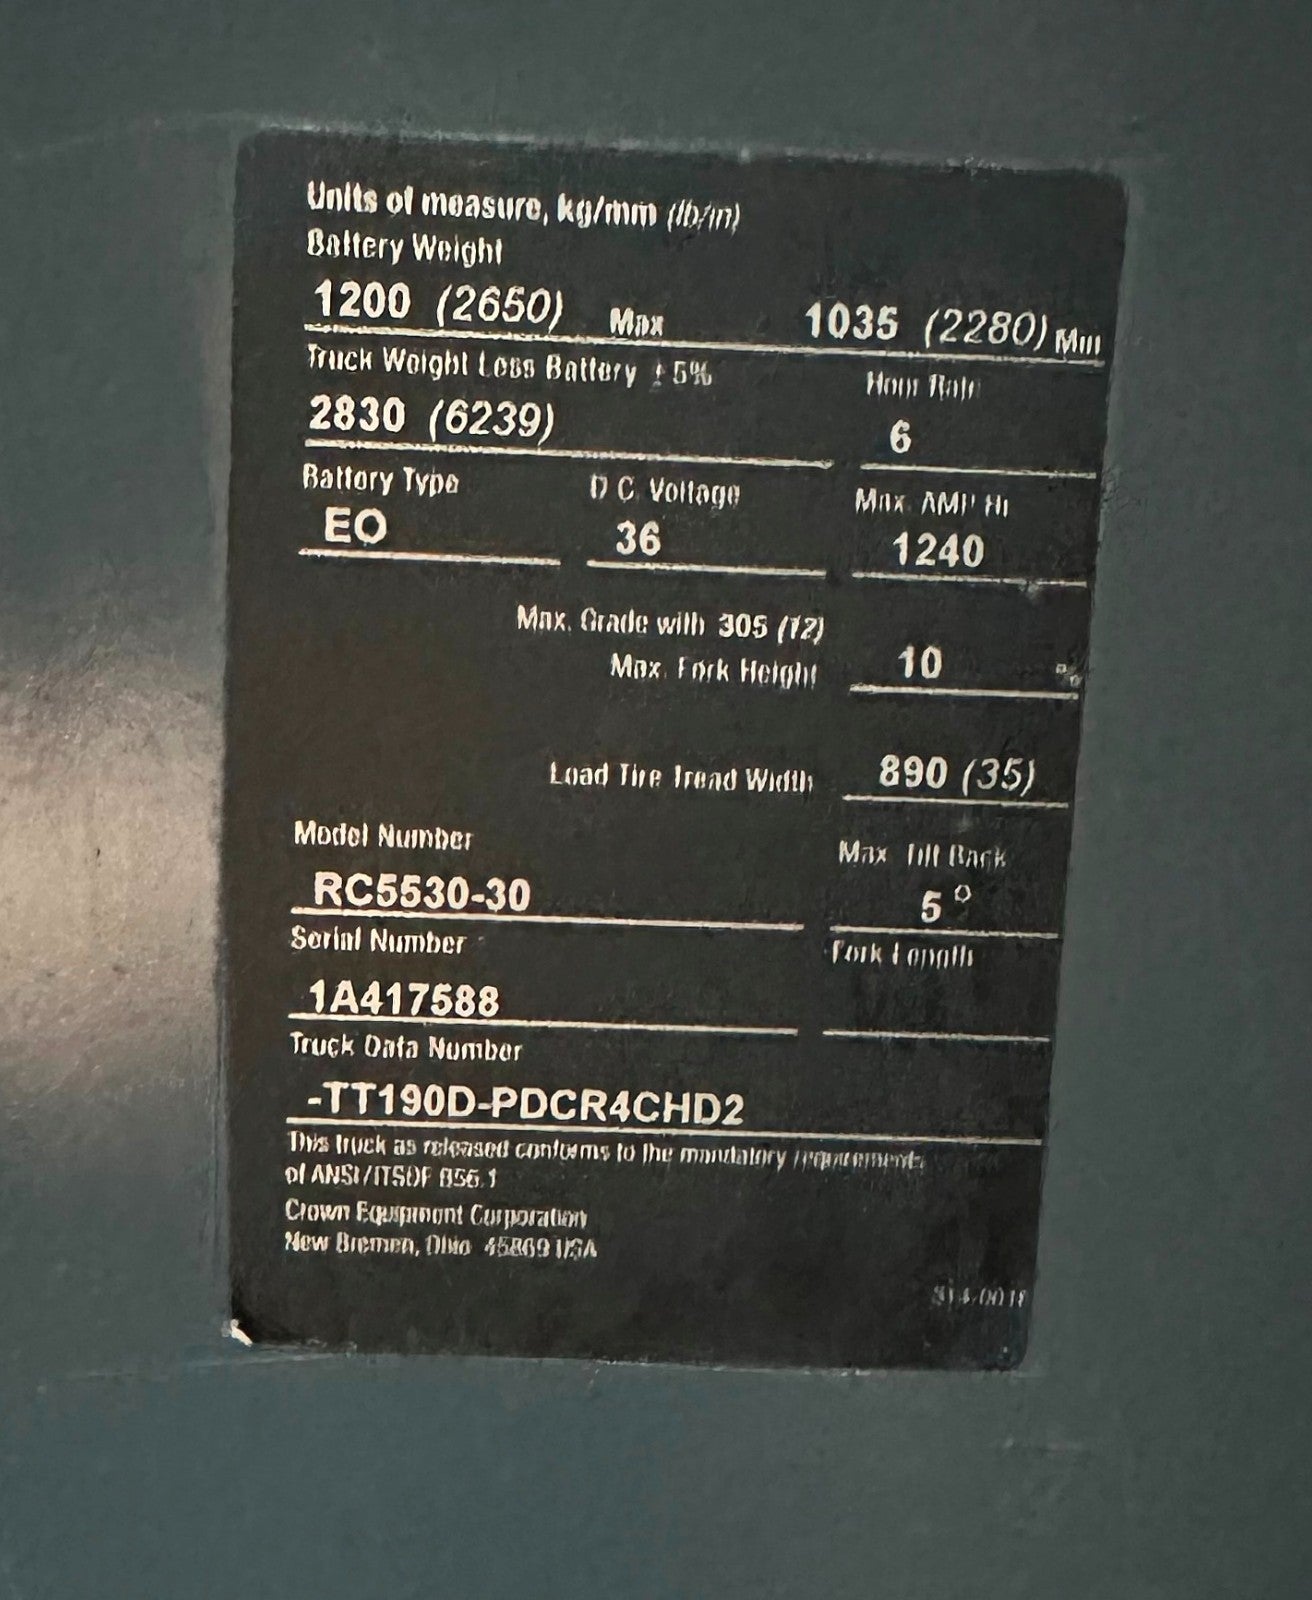 Units of measure, kg/mm (lb/in)
Battery Weight
1200 (2650) Max 1035 (2280) Min
Truck Weight Less Battery ± 5% Hour Rate
2830 (6239) 6
Battery Type D.C. Voltage Max. AMP Hr
EO 36 1240
Max. Grade with 305 (12)
Max. Fork Height 10 %
Load Tire Tread Width 890 (35)
Model Number Max Tilt Back
RC5530-30 5°
Serial Number Fork Length
1A417588
Truck Data Number
-TT190D-PDCR4CHD2
This truck as released conforms to the mandatory requirements
of ANSI/ITSDF B56.1
Crown Equipment Corporation
New Bremen, Ohio 45869 USA